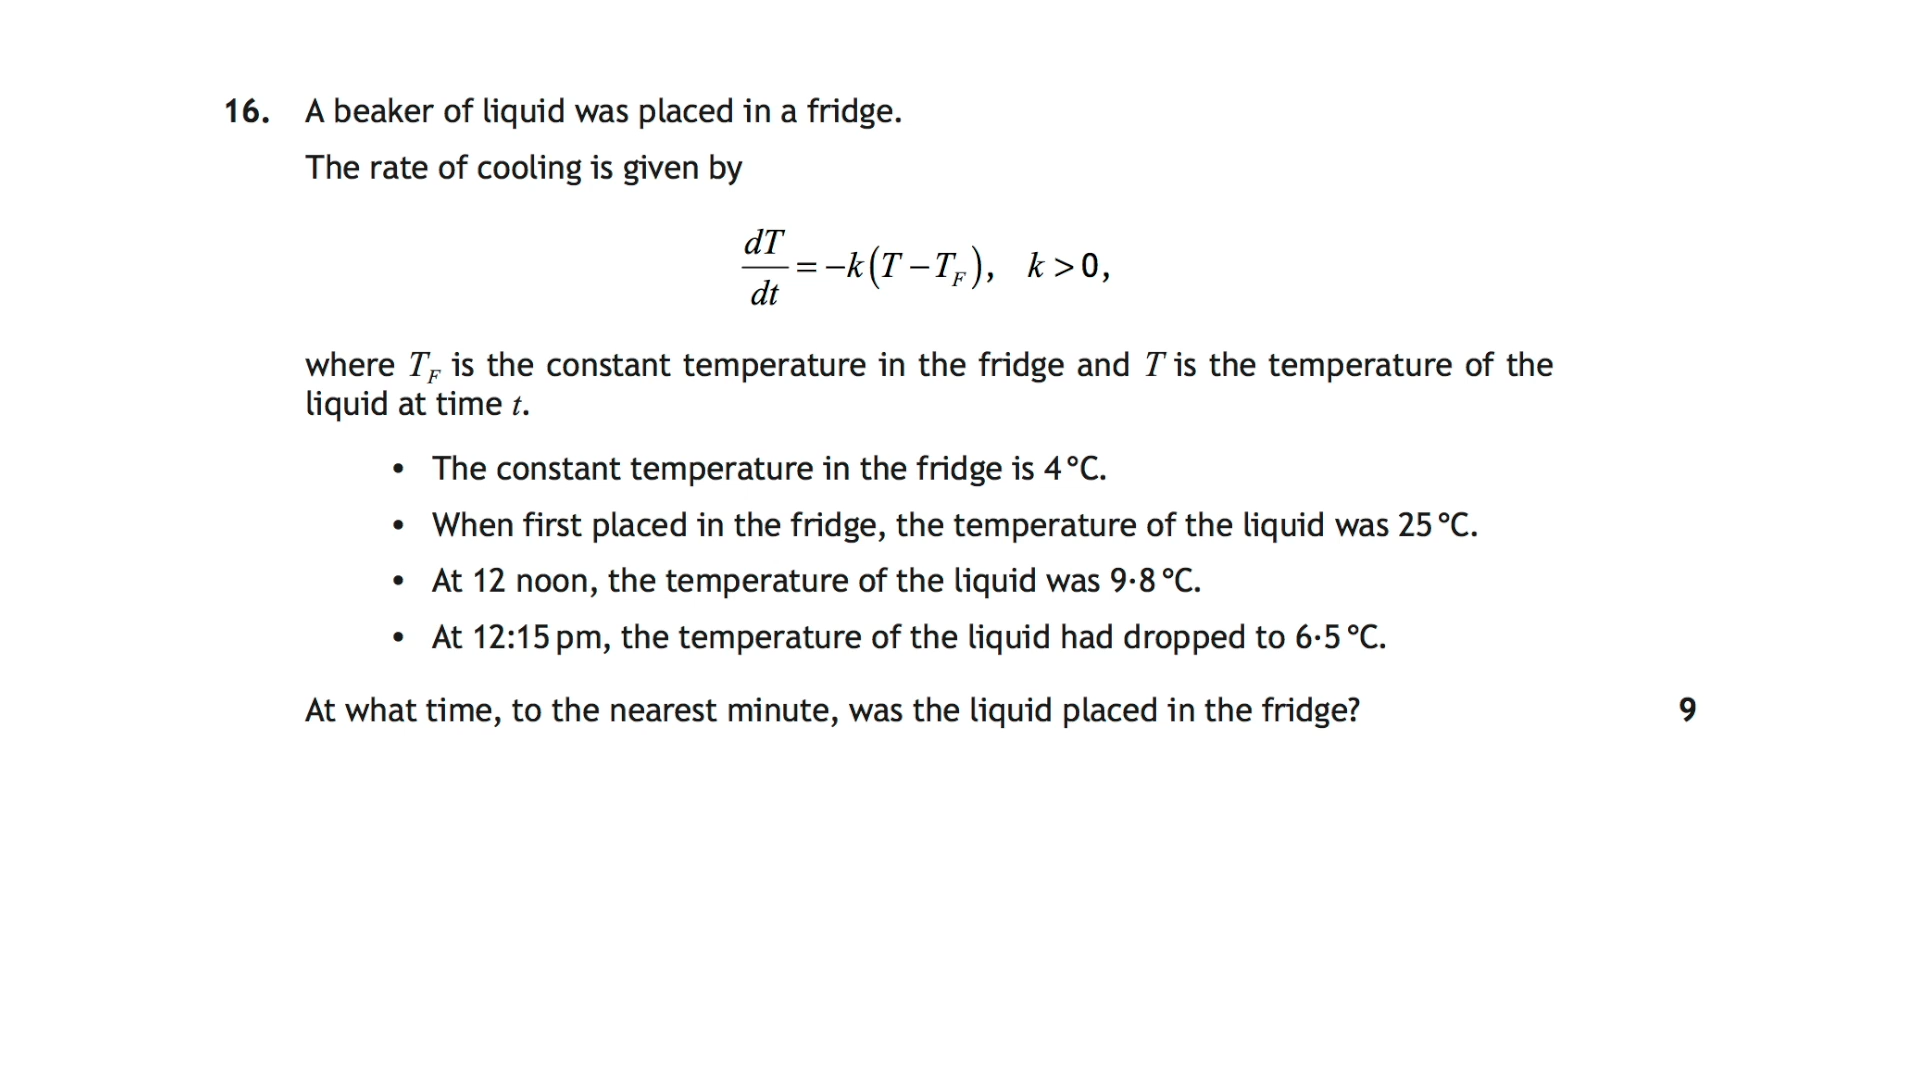 16. A beaker of liquid was placed in a fridge.
The rate of cooling is given by
dT/dt = −k(T − T_F), k > 0,
where T_F is the constant temperature in the fridge and T is the temperature of the
liquid at time t.
• The constant temperature in the fridge is 4 °C.
• When first placed in the fridge, the temperature of the liquid was 25 °C.
• At 12 noon, the temperature of the liquid was 9·8 °C.
• At 12:15 pm, the temperature of the liquid had dropped to 6·5 °C.
At what time, to the nearest minute, was the liquid placed in the fridge? 9